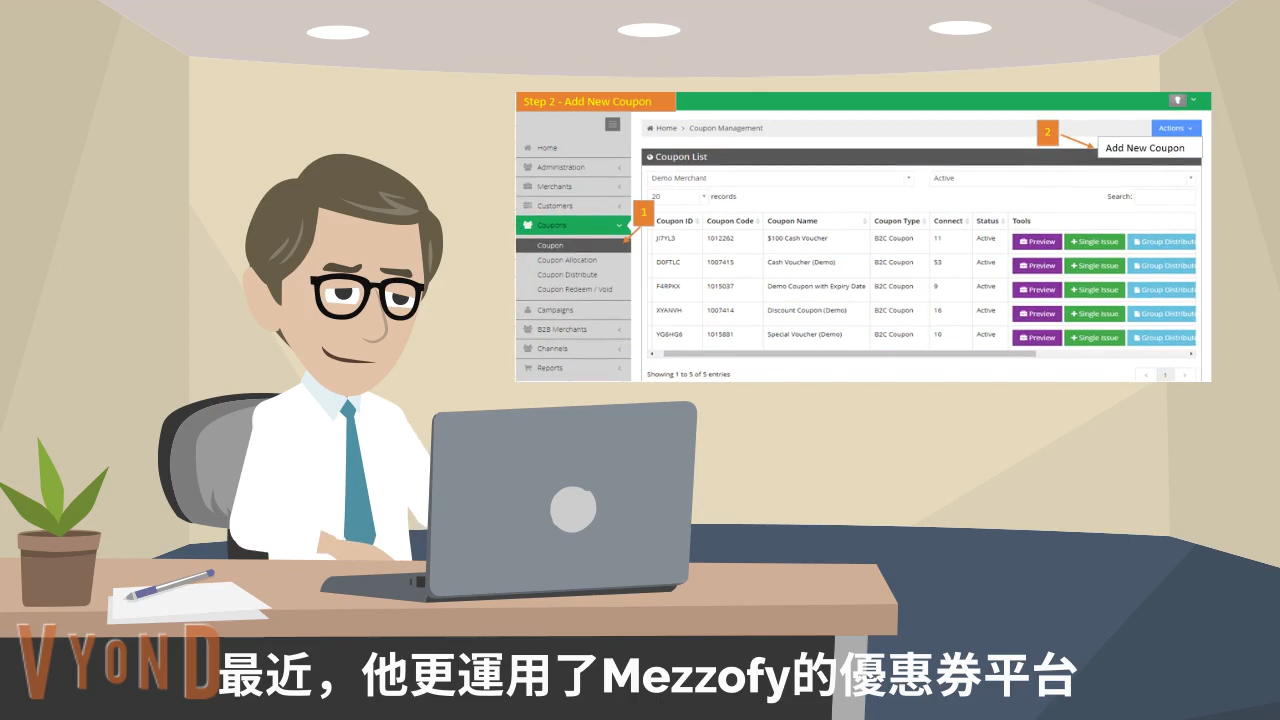 Step 2 - Add New Coupon
Home > Coupon Management
Actions
2
Add New Coupon
Home
Administration
Merchants
Customers
Coupons
Coupon
Coupon Allocation
Coupon Distribute
Coupon Redeem / Void
Campaigns
B2B Merchants
Channels
Reports
1
Coupon List
Demo Merchant Active
20 records Search:
Coupon ID Coupon Code Coupon Name Coupon Type Connect Status Tools
JI7YL3 1012262 $100 Cash Voucher B2C Coupon 11 Active Preview Single Issue Group Distribut
D0FTLC 1007415 Cash Voucher (Demo) B2C Coupon 53 Active Preview Single Issue Group Distribut
F4RPKX 1015037 Demo Coupon with Expiry Date B2C Coupon 9 Active Preview Single Issue Group Distribut
XYANVH 1007414 Discount Coupon (Demo) B2C Coupon 16 Active Preview Single Issue Group Distribut
YG6HG6 1015881 Special Voucher (Demo) B2C Coupon 10 Active Preview Single Issue Group Distribut
Showing 1 to 5 of 5 entries
1
VYOND
最近，他更運用了Mezzofy的優惠券平台